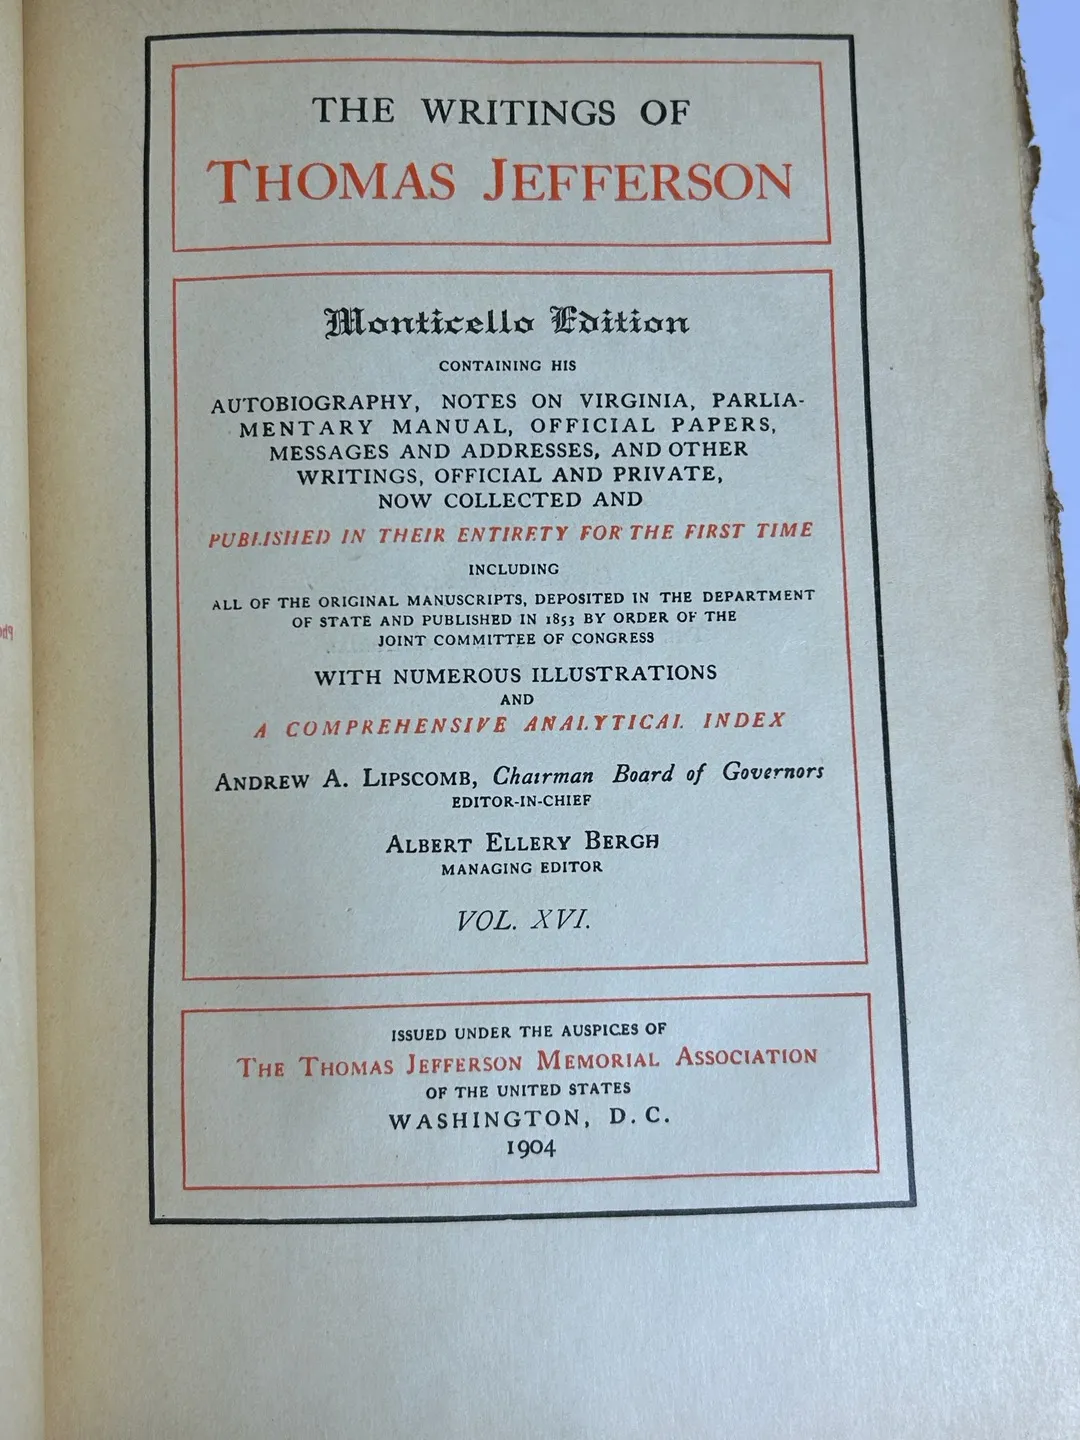 THE WRITINGS OF
THOMAS JEFFERSON
Monticello Edition
CONTAINING HIS
AUTOBIOGRAPHY, NOTES ON VIRGINIA, PARLIA-
MENTARY MANUAL, OFFICIAL PAPERS,
MESSAGES AND ADDRESSES, AND OTHER
WRITINGS, OFFICIAL AND PRIVATE,
NOW COLLECTED AND
PUBLISHED IN THEIR ENTIRETY FOR THE FIRST TIME
INCLUDING
ALL OF THE ORIGINAL MANUSCRIPTS, DEPOSITED IN THE DEPARTMENT
OF STATE AND PUBLISHED IN 1853 BY ORDER OF THE
JOINT COMMITTEE OF CONGRESS
WITH NUMEROUS ILLUSTRATIONS
AND
A COMPREHENSIVE ANALYTICAL INDEX
ANDREW A. LIPSCOMB, Chairman Board of Governors
EDITOR-IN-CHIEF
ALBERT ELLERY BERGH
MANAGING EDITOR
VOL. XVI.
ISSUED UNDER THE AUSPICES OF
THE THOMAS JEFFERSON MEMORIAL ASSOCIATION
OF THE UNITED STATES
WASHINGTON, D. C.
1904